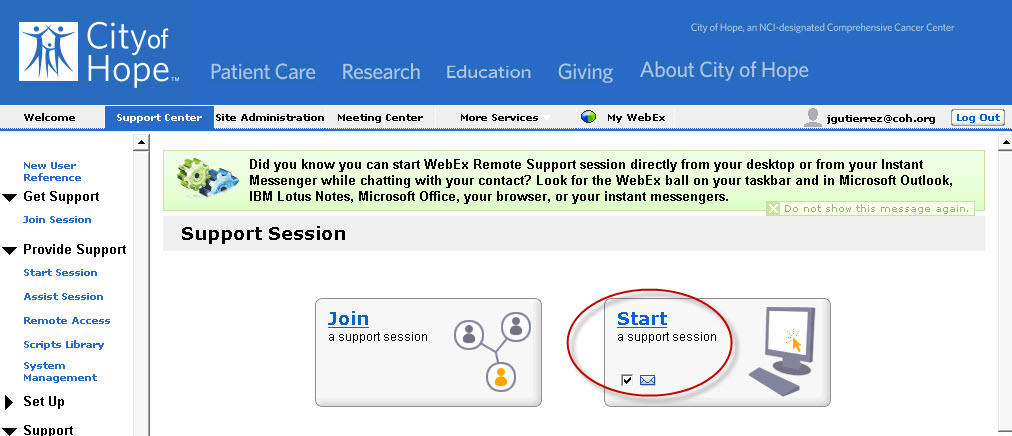 City of Hope, an NCI-designated Comprehensive Cancer Center
City of
Hope™
Patient Care Research Education Giving About City of Hope
Welcome Support Center Site Administration Meeting Center More Services My WebEx jgutierrez@coh.org Log Out
New User
Reference
Get Support
Join Session
Provide Support
Start Session
Assist Session
Remote Access
Scripts Library
System
Management
Set Up
Support
Did you know you can start WebEx Remote Support session directly from your desktop or from your Instant
Messenger while chatting with your contact? Look for the WebEx ball on your taskbar and in Microsoft Outlook,
IBM Lotus Notes, Microsoft Office, your browser, or your instant messengers.
Do not show this message again.
Support Session
Join
a support session
Start
a support session